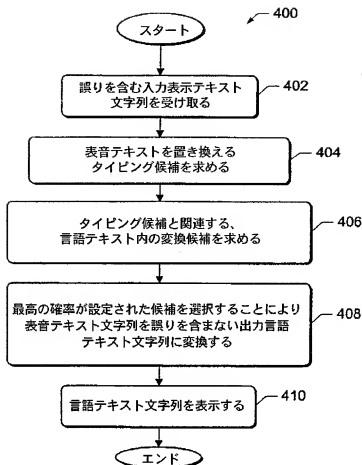 400
スタート
誤りを含む入力表示テキスト
文字列を受け取る
402
表音テキストを置き換える
タイピング候補を求める
404
タイピング候補と関連する、
言語テキスト内の変換候補を求める
406
最高の確率が設定された候補を選択することにより
表音テキスト文字列を誤りを含まない出力言語
テキスト文字列に変換する
408
言語テキスト文字列を表示する
410
エンド